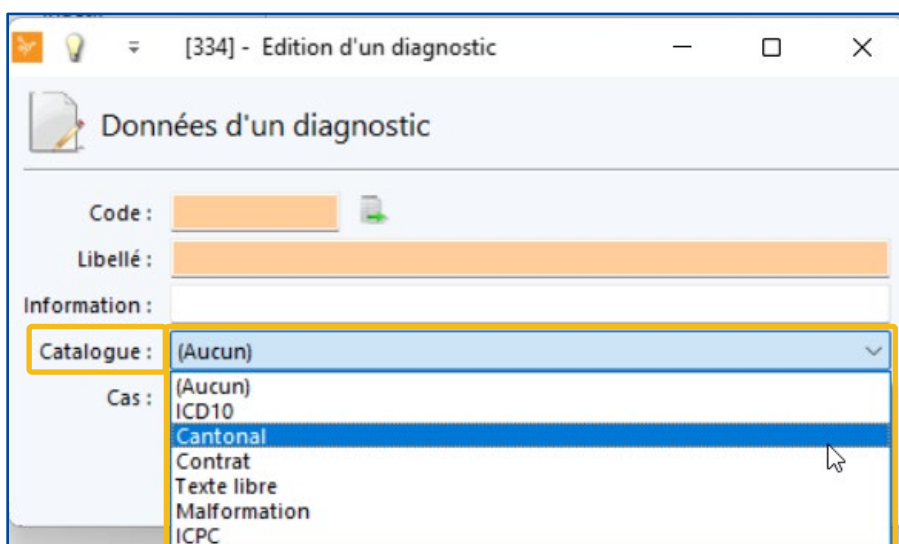 [334] - Edition d'un diagnostic
Données d'un diagnostic
Code :
Libellé :
Information :
Catalogue : (Aucun)
Cas :
(Aucun)
ICD10
Cantonal
Contrat
Texte libre
Malformation
ICPC